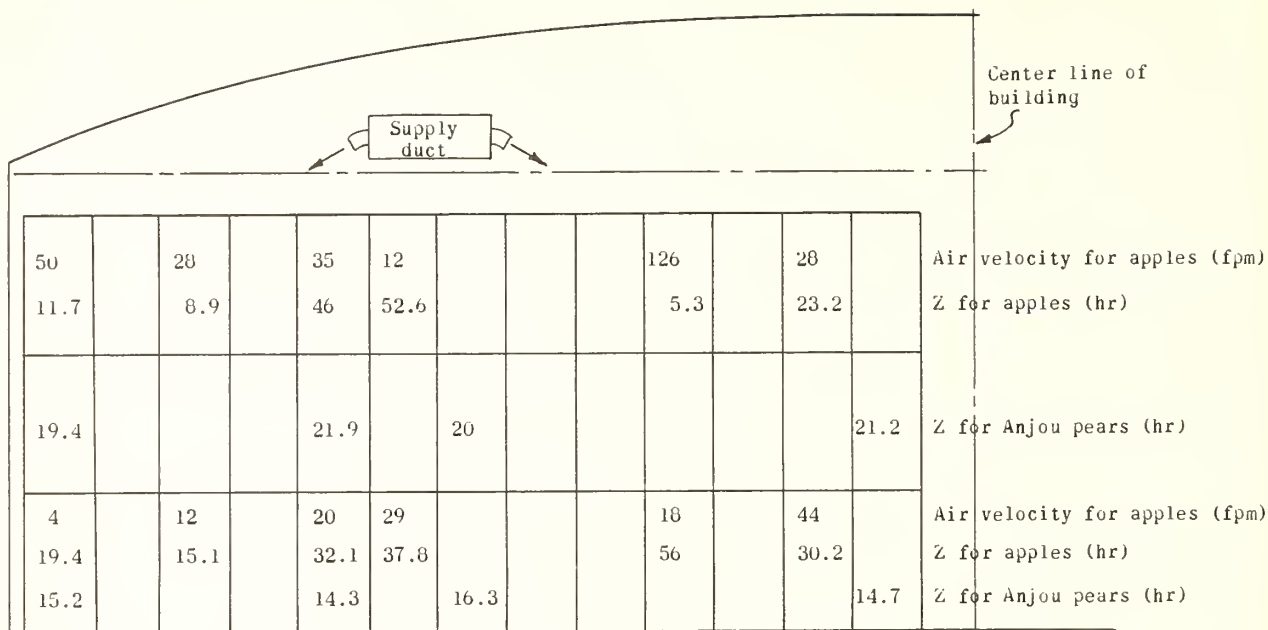 Center line of
building
Supply
duct
50 28 35 12 126 28 Air velocity for apples (fpm)
11.7 8.9 46 52.6 5.3 23.2 Z for apples (hr)
19.4 21.9 20 21.2 Z for Anjou pears (hr)
4 12 20 29 18 44 Air velocity for apples (fpm)
19.4 15.1 32.1 37.8 56 30.2 Z for apples (hr)
15.2 14.3 16.3 14.7 Z for Anjou pears (hr)